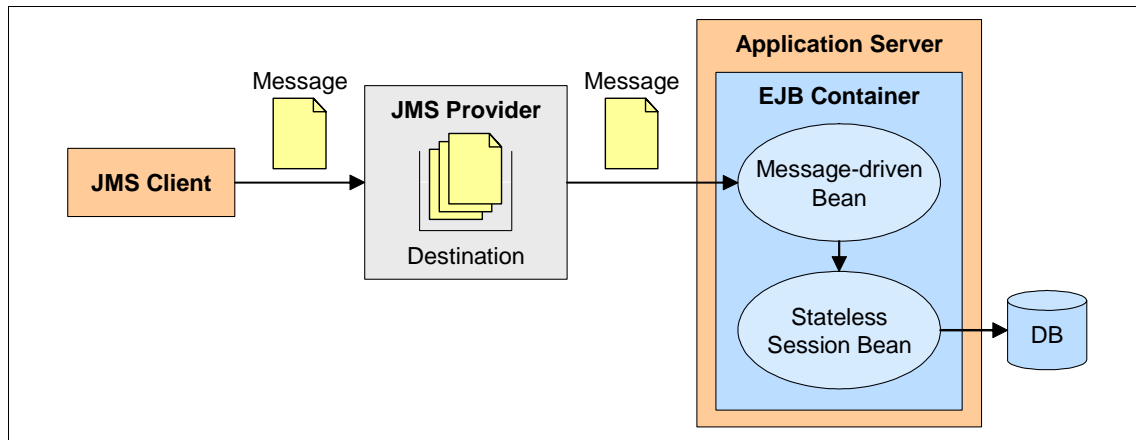 Application Server
EJB Container
Message
Message
JMS Provider
JMS Client
Message-driven
Bean
Destination
Stateless
Session Bean
DB